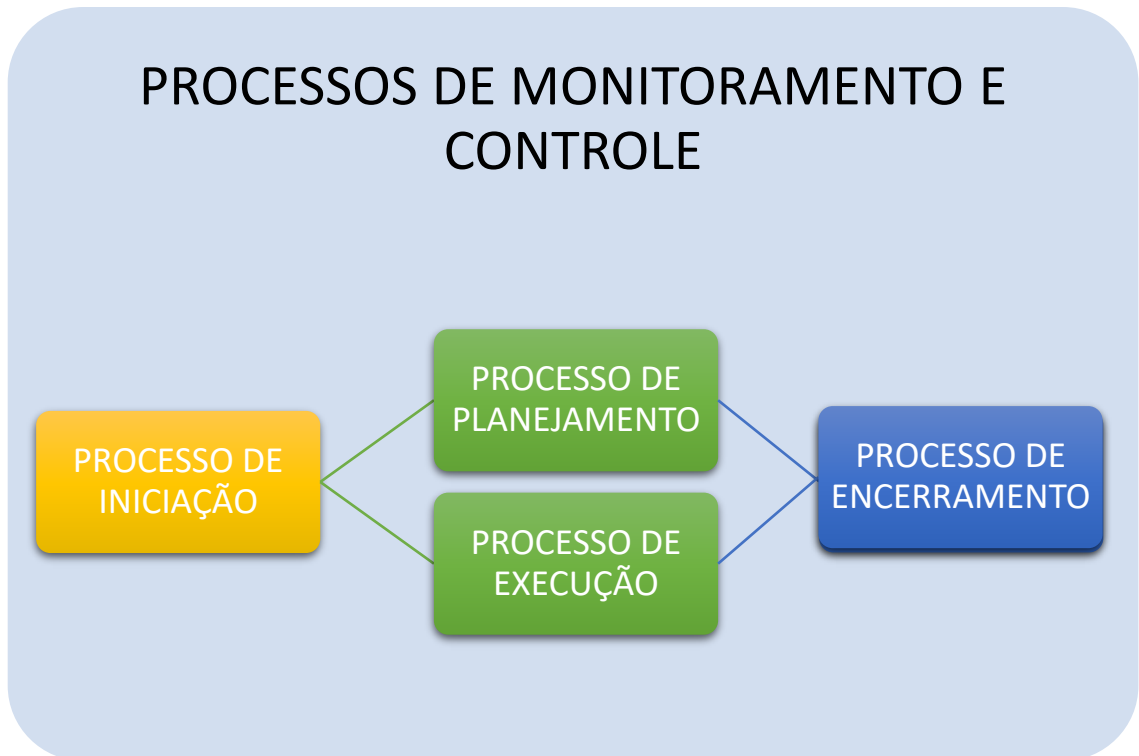 PROCESSOS DE MONITORAMENTO E
CONTROLE
PROCESSO DE
INICIAÇÃO
PROCESSO DE
PLANEJAMENTO
PROCESSO DE
EXECUÇÃO
PROCESSO DE
ENCERRAMENTO